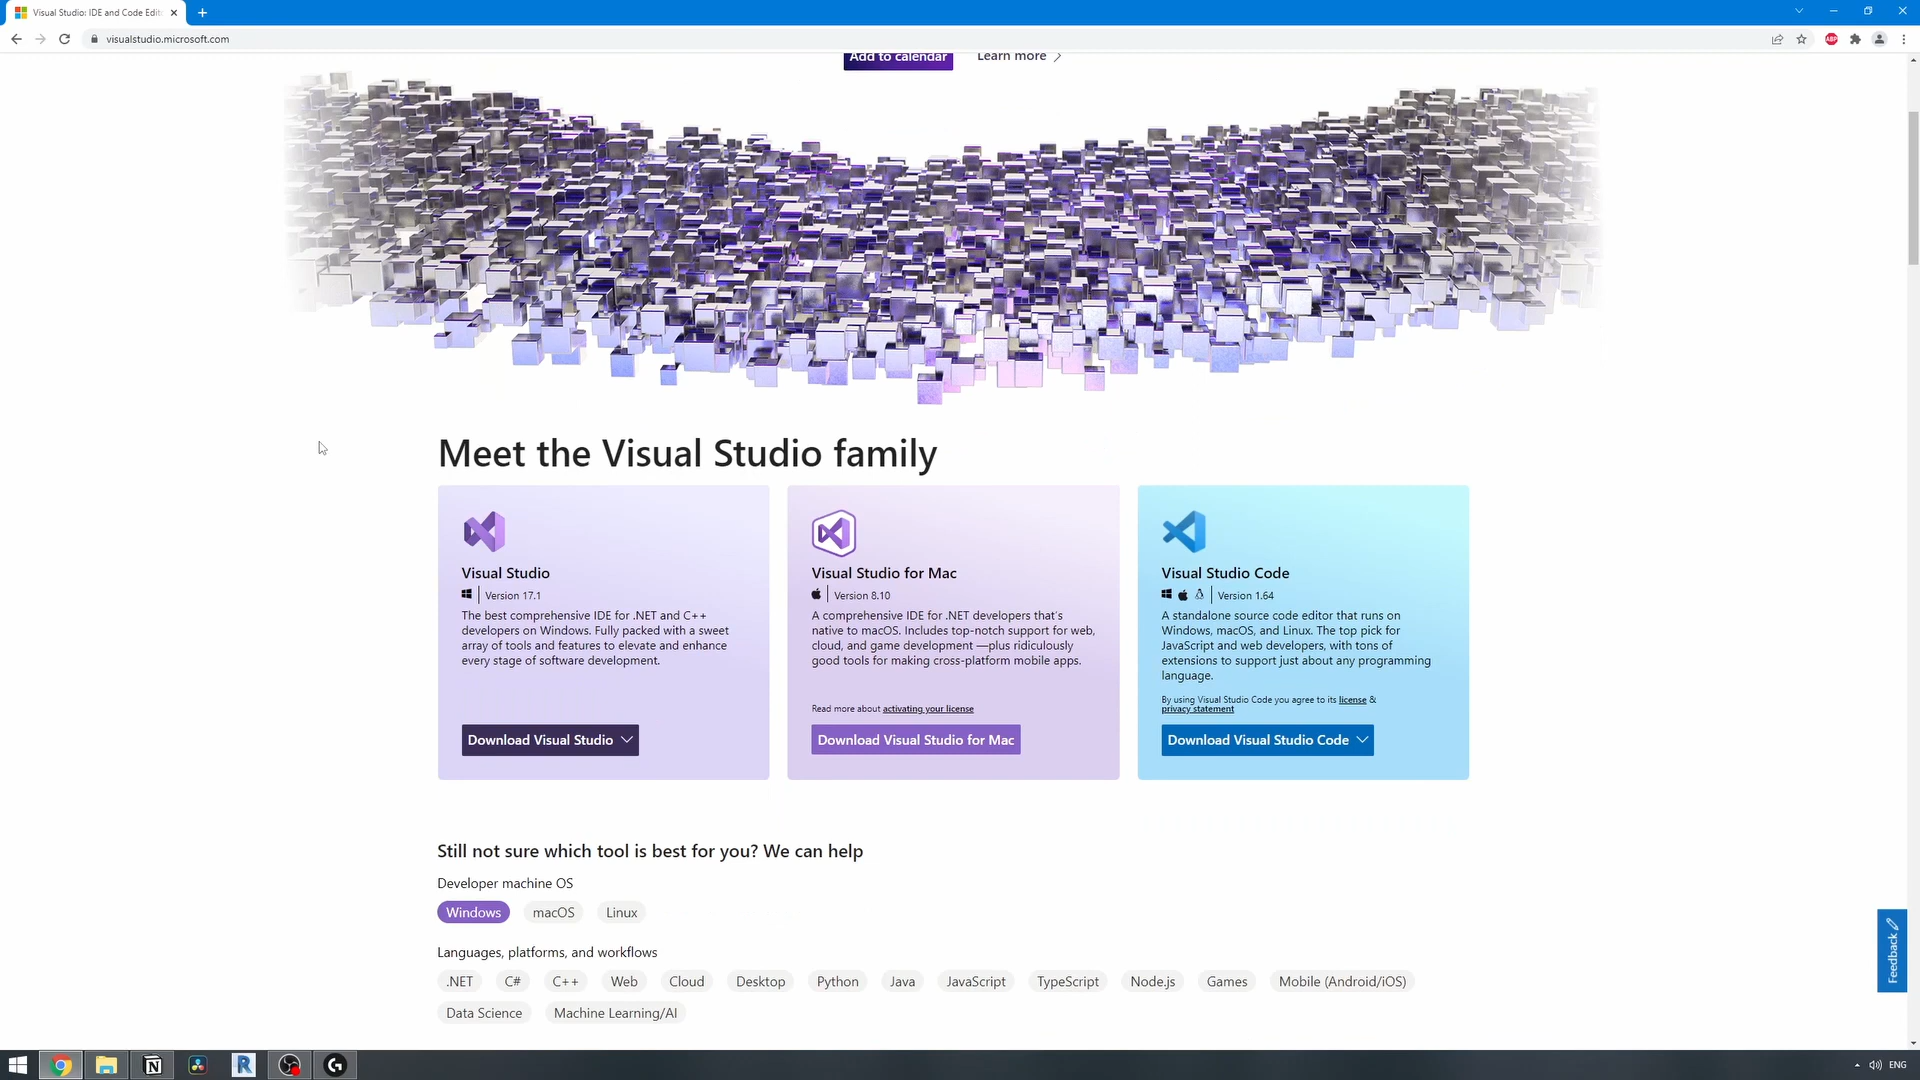 Visual Studio: IDE and Code Edit
visualstudio.microsoft.com
ABP
Add to calendar
Learn more
Meet the Visual Studio family
Visual Studio
Version 17.1
The best comprehensive IDE for .NET and C++
developers on Windows. Fully packed with a sweet
array of tools and features to elevate and enhance
every stage of software development.
Download Visual Studio
Visual Studio for Mac
Version 8.10
A comprehensive IDE for .NET developers that's
native to macOS. Includes top-notch support for web,
cloud, and game development —plus ridiculously
good tools for making cross-platform mobile apps.
Read more about activating your license
Download Visual Studio for Mac
Visual Studio Code
Version 1.64
A standalone source code editor that runs on
Windows, macOS, and Linux. The top pick for
JavaScript and web developers, with tons of
extensions to support just about any programming
language.
By using Visual Studio Code you agree to its license &
privacy statement
Download Visual Studio Code
Still not sure which tool is best for you? We can help
Developer machine OS
Windows macOS Linux
Languages, platforms, and workflows
.NET C# C++ Web Cloud Desktop Python Java JavaScript TypeScript Node.js Games Mobile (Android/iOS)
Data Science Machine Learning/AI
Feedback
ENG